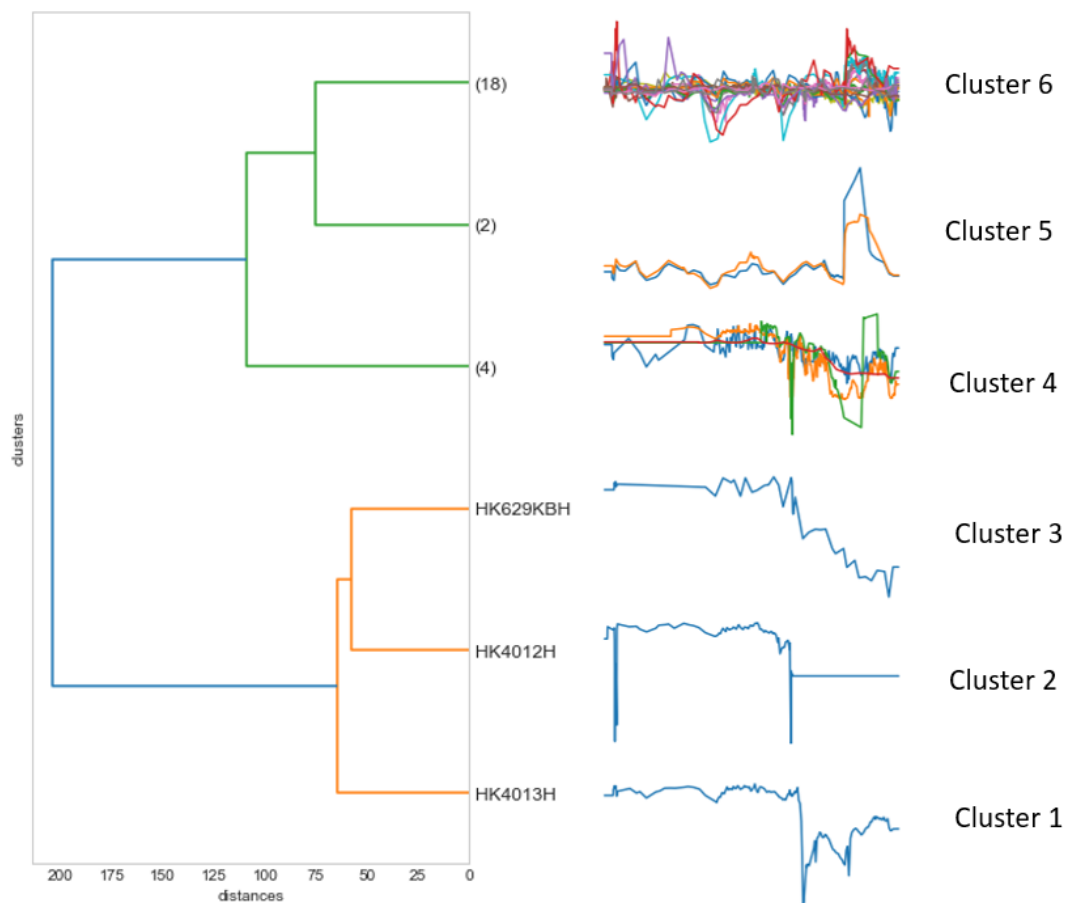 (18)
Cluster 6
(2)
Cluster 5
(4)
Cluster 4
HK629KBH
Cluster 3
HK4012H
Cluster 2
HK4013H
Cluster 1
clusters
200 175 150 125 100 75 50 25 0
distances